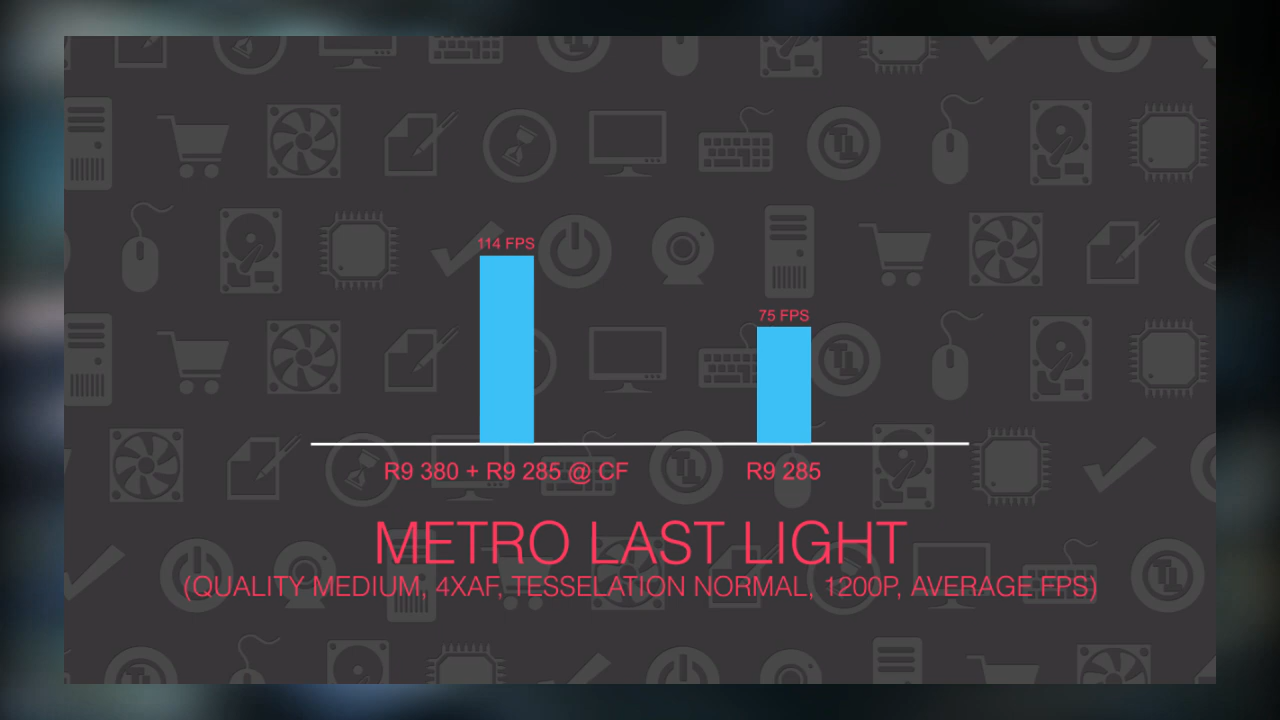 114 FPS
75 FPS
R9 380 + R9 285 @ CF
R9 285
METRO LAST LIGHT
(QUALITY MEDIUM, 4XAF, TESSELATION NORMAL, 1200P, AVERAGE FPS)